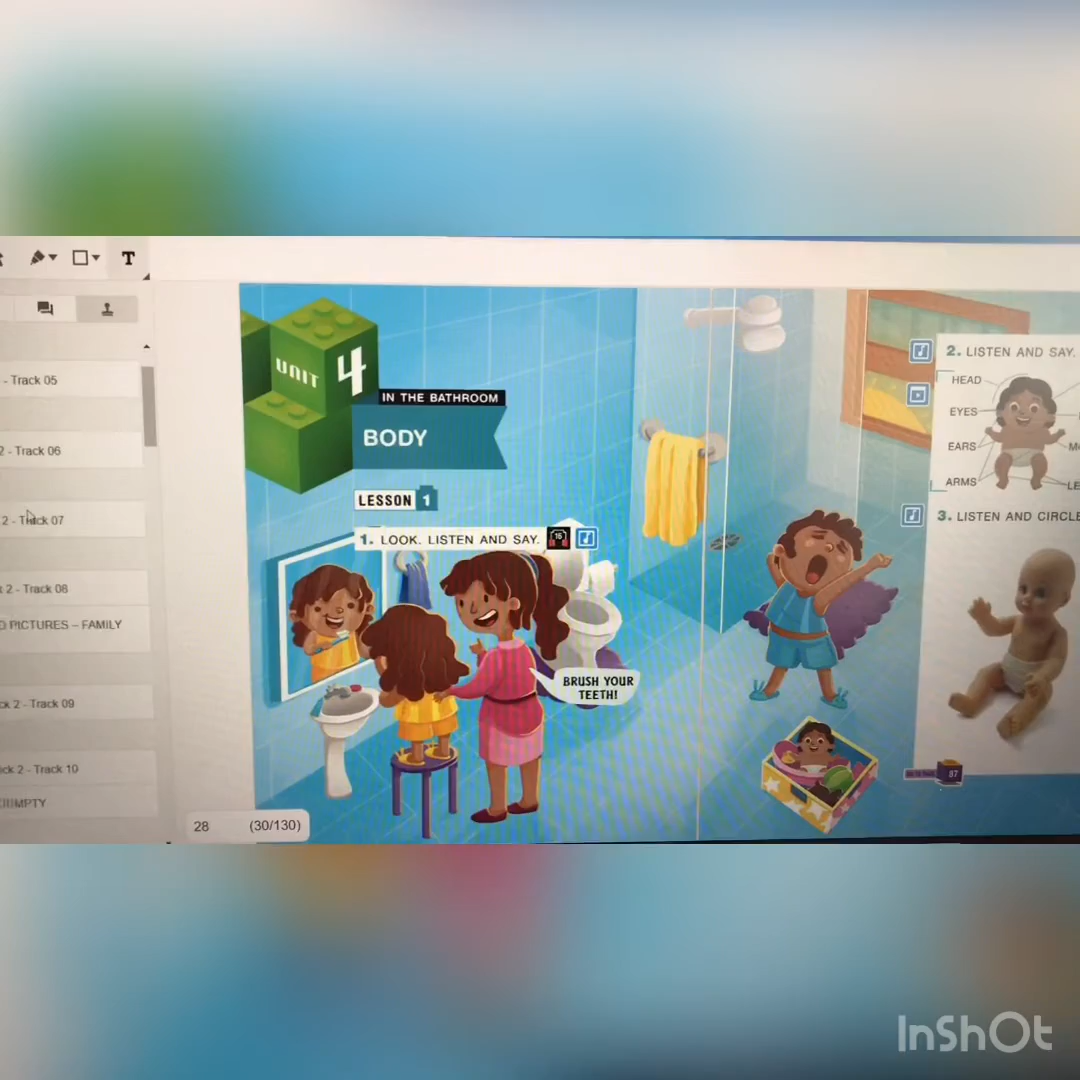 T
- Track 05
2 - Track 06
2 - Track 07
2 - Track 08
PICTURES – FAMILY
2 - Track 09
2 - Track 10
28 (30/130)
UNIT 4
IN THE BATHROOM
BODY
LESSON 1
1. LOOK. LISTEN AND SAY. 16
BRUSH YOUR
TEETH!
2. LISTEN AND SAY.
HEAD
EYES
EARS
ARMS
3. LISTEN AND CIRCLE
87
InShOt